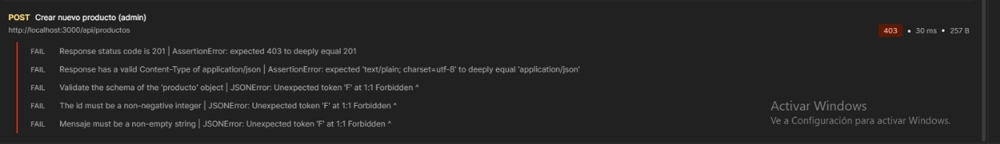 POST Crear nuevo producto (admin)
http://localhost:3000/api/productos
403 • 30 ms • 257 B
FAIL Response status code is 201 | AssertionError: expected 403 to deeply equal 201
FAIL Response has a valid Content-Type of application/json | AssertionError: expected 'text/plain; charset=utf-8' to deeply equal 'application/json'
FAIL Validate the schema of the 'producto' object | JSONError: Unexpected token 'F' at 1:1 Forbidden ^
FAIL The id must be a non-negative integer | JSONError: Unexpected token 'F' at 1:1 Forbidden ^
FAIL Mensaje must be a non-empty string | JSONError: Unexpected token 'F' at 1:1 Forbidden ^
Activar Windows
Ve a Configuración para activar Windows.